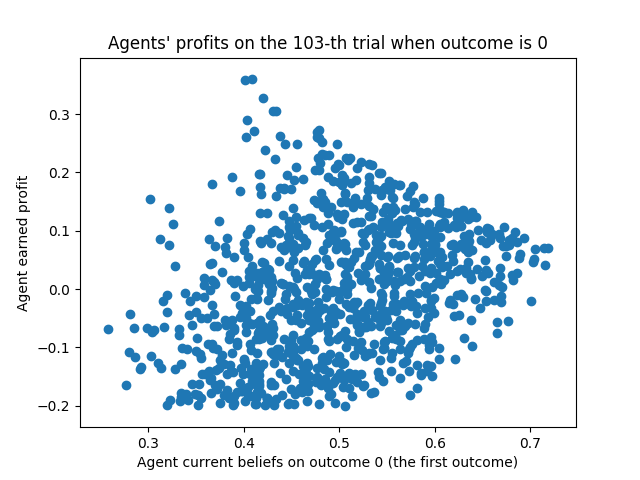 Agents' profits on the 103-th trial when outcome is 0
0.3
0.2
0.1
0.0
−0.1
−0.2
Agent earned profit
0.3 0.4 0.5 0.6 0.7
Agent current beliefs on outcome 0 (the first outcome)